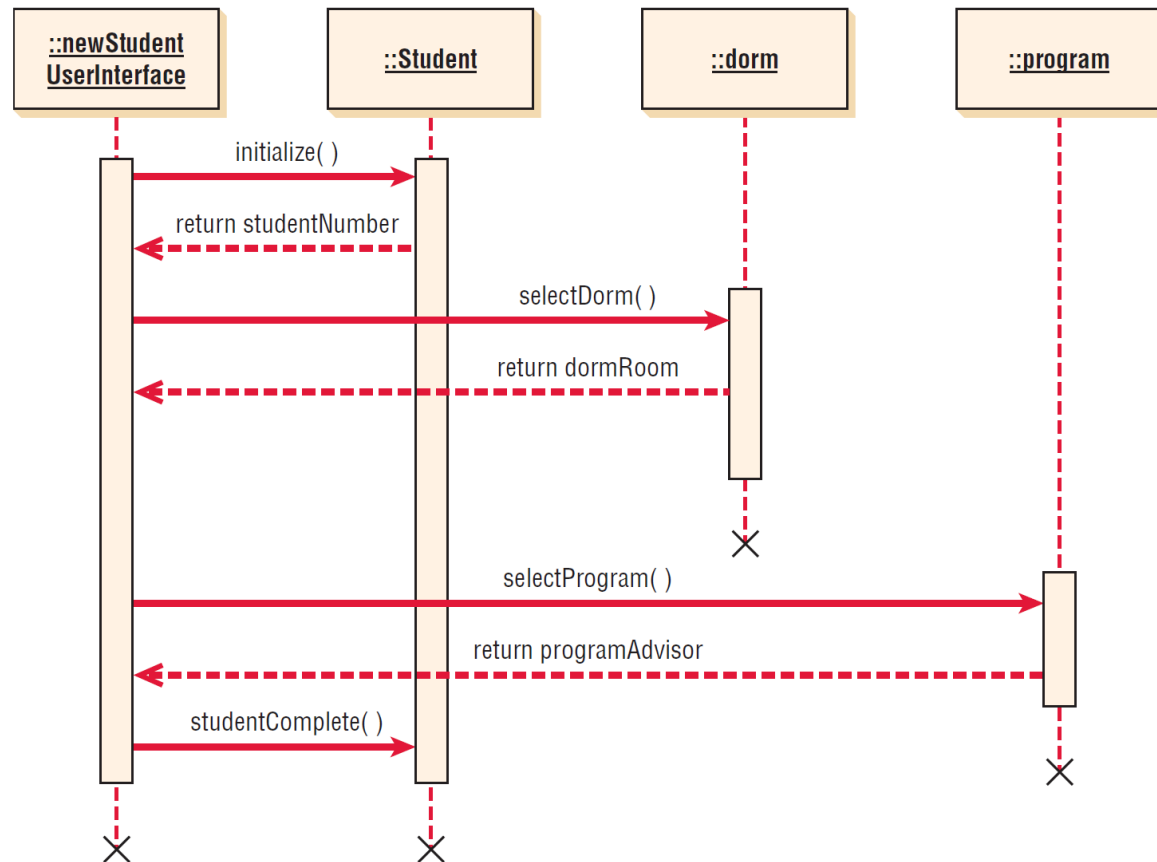 ::newStudent
UserInterface
::Student
::dorm
::program
initialize( )
return studentNumber
selectDorm( )
return dormRoom
selectProgram( )
return programAdvisor
studentComplete( )